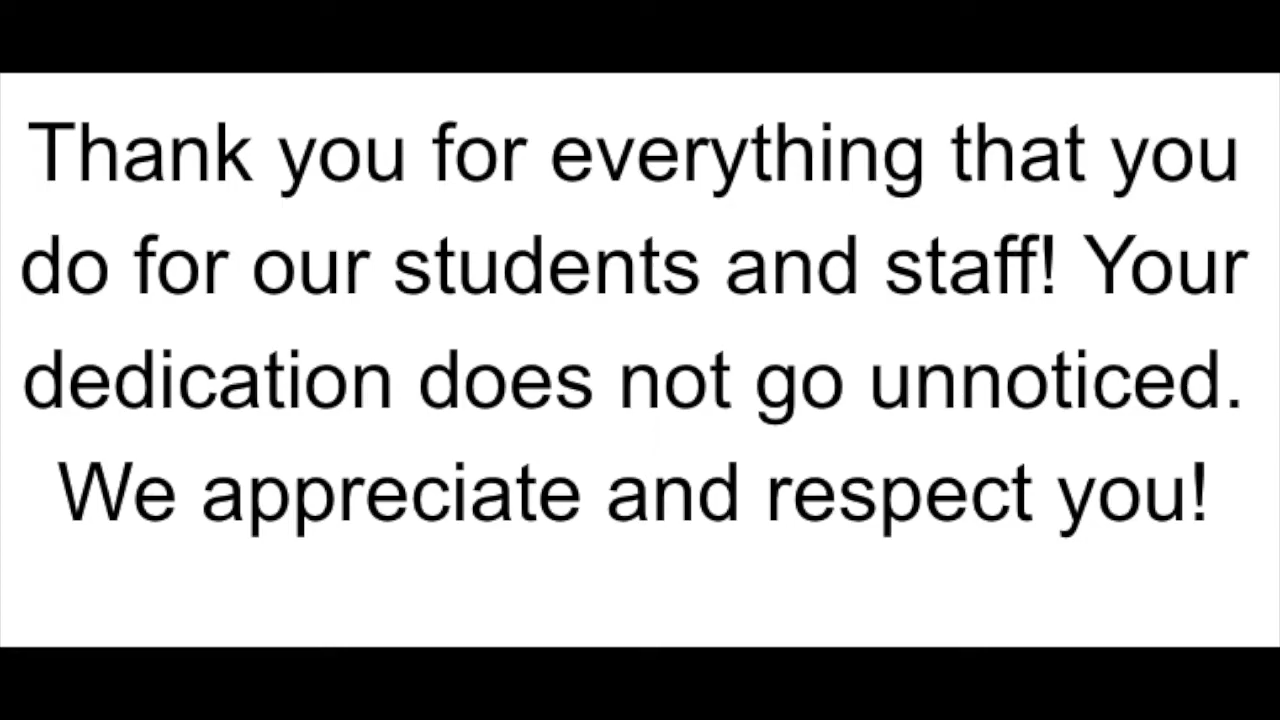 Thank you for everything that you
do for our students and staff! Your
dedication does not go unnoticed.
We appreciate and respect you!